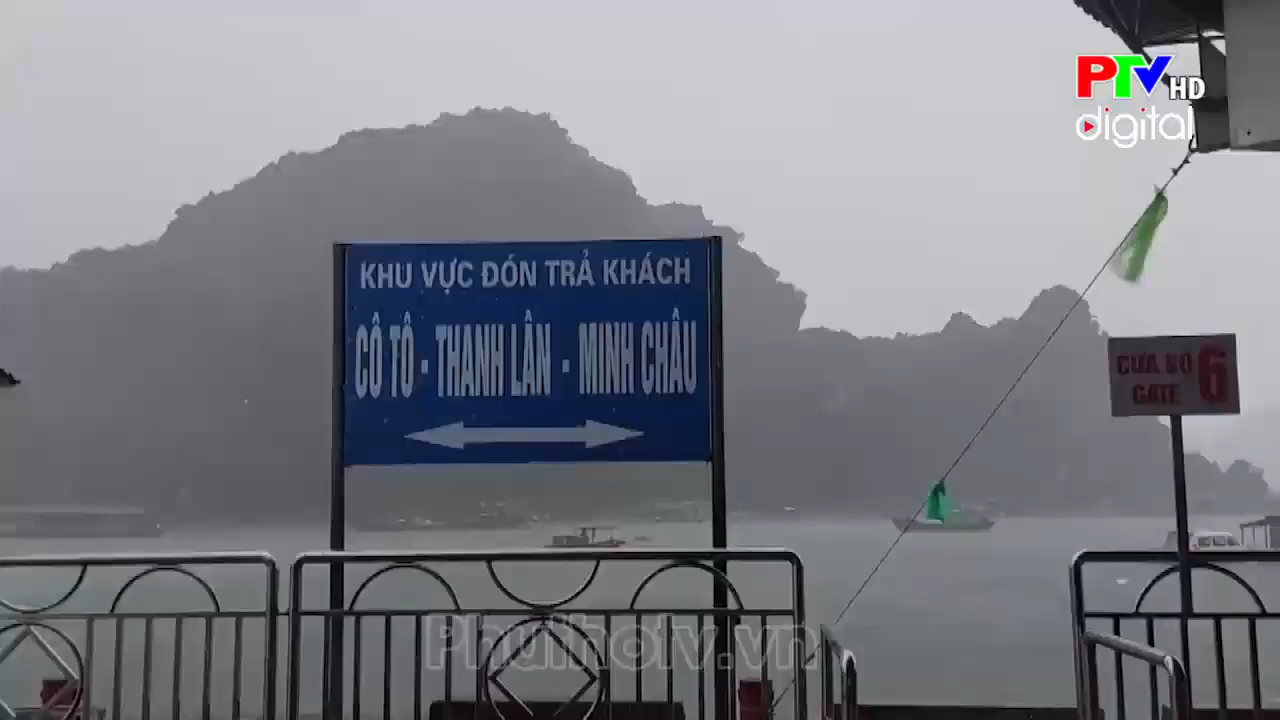 PTV HD
digital
KHU VỰC ĐÓN TRẢ KHÁCH
CÔ TÔ - THANH LÂN - MINH CHÂU
CỬA SỐ 6
GATE
Phuthotv.vn